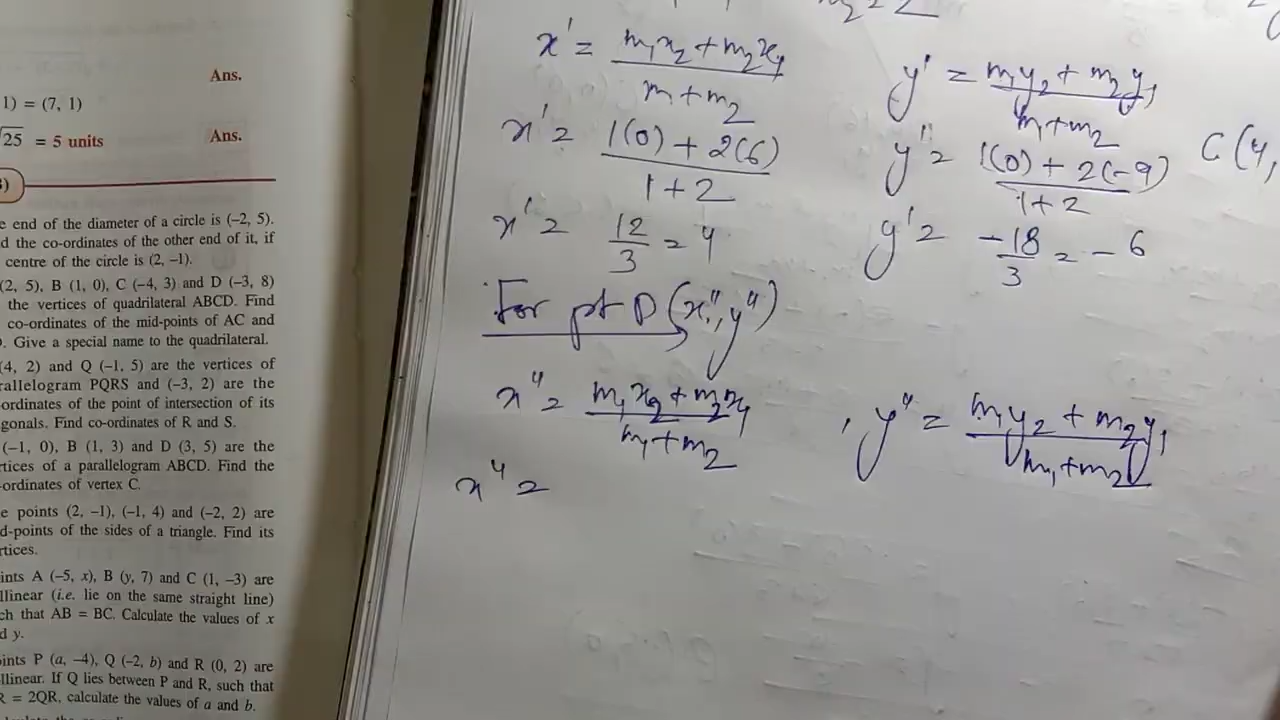 Ans.
1) = (7, 1)
√25 = 5 units Ans.
3)
e end of the diameter of a circle is (–2, 5).
d the co-ordinates of the other end of it, if
centre of the circle is (2, –1).
(2, 5), B (1, 0), C (–4, 3) and D (–3, 8)
the vertices of quadrilateral ABCD. Find
co-ordinates of the mid-points of AC and
. Give a special name to the quadrilateral.
(4, 2) and Q (–1, 5) are the vertices of
rallelogram PQRS and (–3, 2) are the
ordinates of the point of intersection of its
gonals. Find co-ordinates of R and S.
(–1, 0), B (1, 3) and D (3, 5) are the
rtices of a parallelogram ABCD. Find the
-ordinates of vertex C.
e points (2, –1), (–1, 4) and (–2, 2) are
d-points of the sides of a triangle. Find its
rtices.
ints A (–5, x), B (y, 7) and C (1, –3) are
llinear (i.e. lie on the same straight line)
ch that AB = BC. Calculate the values of x
d y.
oints P (a, –4), Q (–2, b) and R (0, 2) are
llinear. If Q lies between P and R, such that
R = 2QR, calculate the values of a and b.
x' = m₁x₂ + m₂x₁ / m + m₂
y' = m₁y₂ + m₂y₁ / m₁+m₂
x' = 1(0) + 2(6) / 1 + 2
y' = 1(0) + 2(-9) / 1+2
C (4,
x' = 12/3 = 4
y' = -18/3 = - 6
For pt D (x'', y'')
x'' = m₁x₂ + m₂x₁ / m₁+m₂
, y'' = m₁y₂ + m₂y₁ / m₁+m₂
x'' =